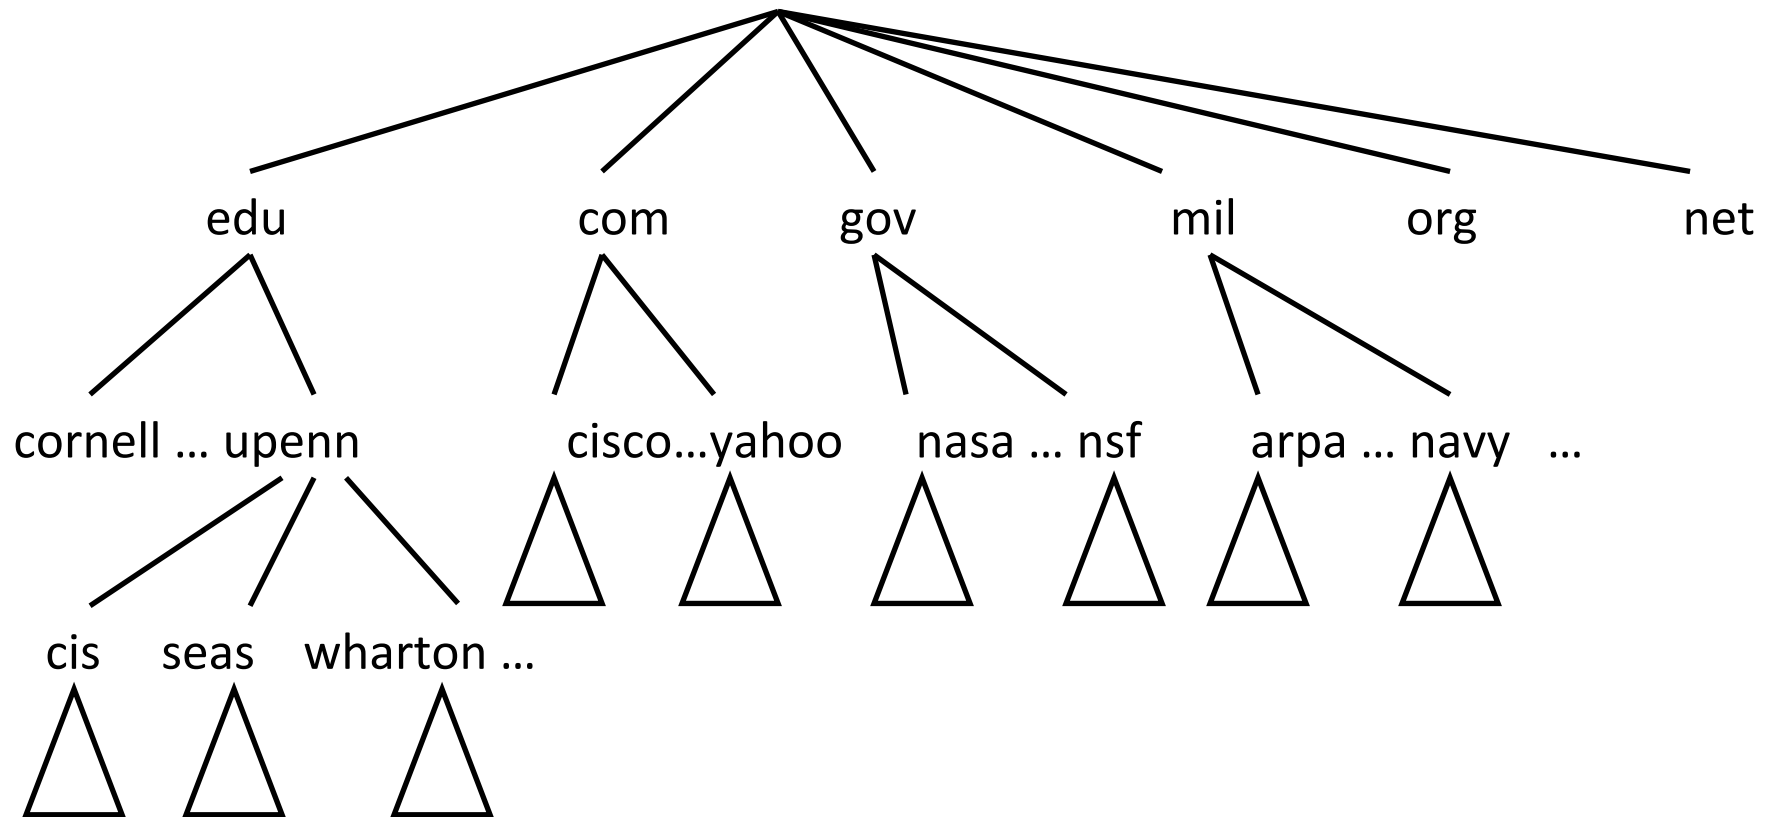 edu com gov mil org net
cornell ... upenn cisco...yahoo nasa ... nsf arpa ... navy ...
cis seas wharton ...